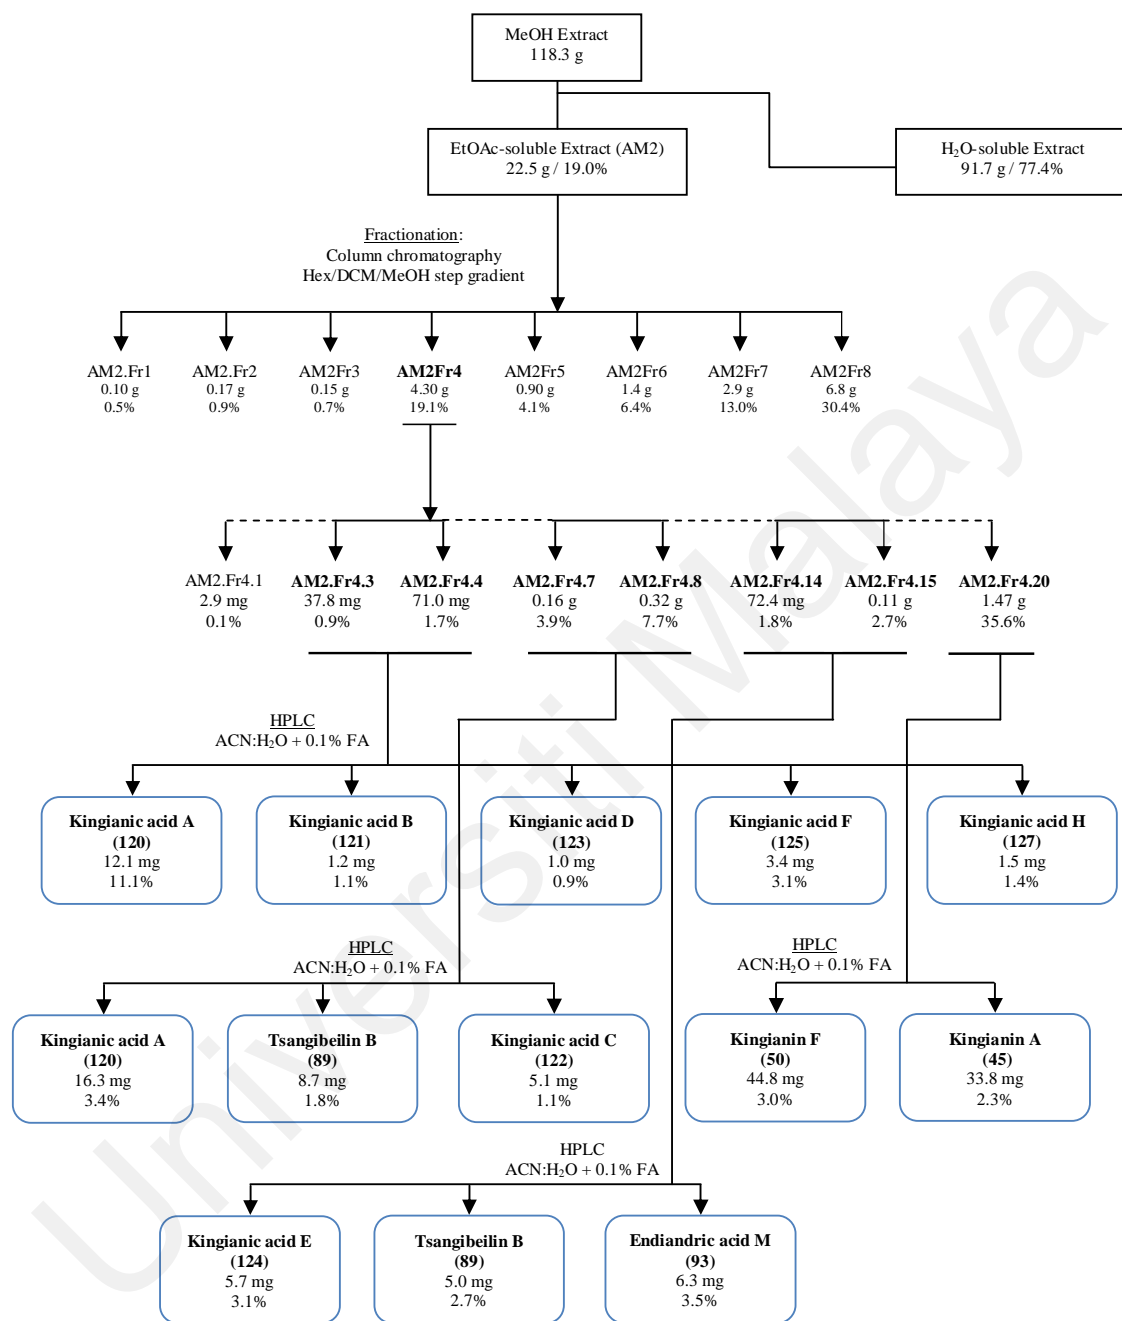 MeOH Extract
118.3 g
EtOAc-soluble Extract (AM2)
22.5 g / 19.0%
H₂O-soluble Extract
91.7 g / 77.4%
Fractionation:
Column chromatography
Hex/DCM/MeOH step gradient
AM2.Fr1
0.10 g
0.5%
AM2.Fr2
0.17 g
0.9%
AM2Fr3
0.15 g
0.7%
AM2Fr4
4.30 g
19.1%
AM2Fr5
0.90 g
4.1%
AM2Fr6
1.4 g
6.4%
AM2Fr7
2.9 g
13.0%
AM2Fr8
6.8 g
30.4%
AM2.Fr4.1
2.9 mg
0.1%
AM2.Fr4.3
37.8 mg
0.9%
AM2.Fr4.4
71.0 mg
1.7%
AM2.Fr4.7
0.16 g
3.9%
AM2.Fr4.8
0.32 g
7.7%
AM2.Fr4.14
72.4 mg
1.8%
AM2.Fr4.15
0.11 g
2.7%
AM2.Fr4.20
1.47 g
35.6%
HPLC
ACN:H₂O + 0.1% FA
Kingianic acid A
(120)
12.1 mg
11.1%
Kingianic acid B
(121)
1.2 mg
1.1%
Kingianic acid D
(123)
1.0 mg
0.9%
Kingianic acid F
(125)
3.4 mg
3.1%
Kingianic acid H
(127)
1.5 mg
1.4%
HPLC
ACN:H₂O + 0.1% FA
HPLC
ACN:H₂O + 0.1% FA
Kingianic acid A
(120)
16.3 mg
3.4%
Tsangibeilin B
(89)
8.7 mg
1.8%
Kingianic acid C
(122)
5.1 mg
1.1%
Kingianin F
(50)
44.8 mg
3.0%
Kingianin A
(45)
33.8 mg
2.3%
HPLC
ACN:H₂O + 0.1% FA
Kingianic acid E
(124)
5.7 mg
3.1%
Tsangibeilin B
(89)
5.0 mg
2.7%
Endiandric acid M
(93)
6.3 mg
3.5%
Universiti Malaya